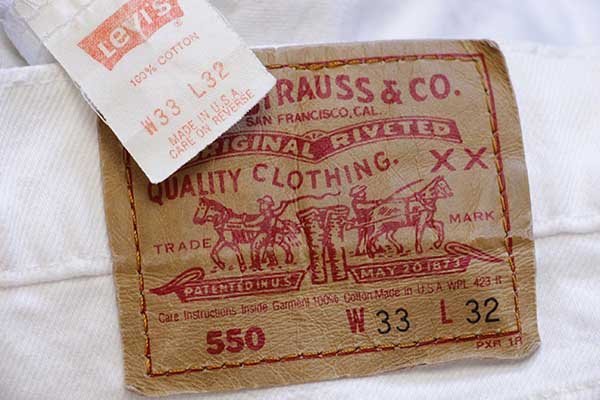 Levi's
100% COTTON
W33 L32
MADE IN U.S.A.
CARE ON REVERSE
STRAUSS & CO.
SAN FRANCISCO, CAL.
ORIGINAL RIVETED
QUALITY CLOTHING.
XX
TRADE MARK
PATENTED IN U.S. MAY 20 1873
Care Instructions Inside Garment 100% Cotton Made in U.S.A. WPL 423
550 W 33 L 32
PXR